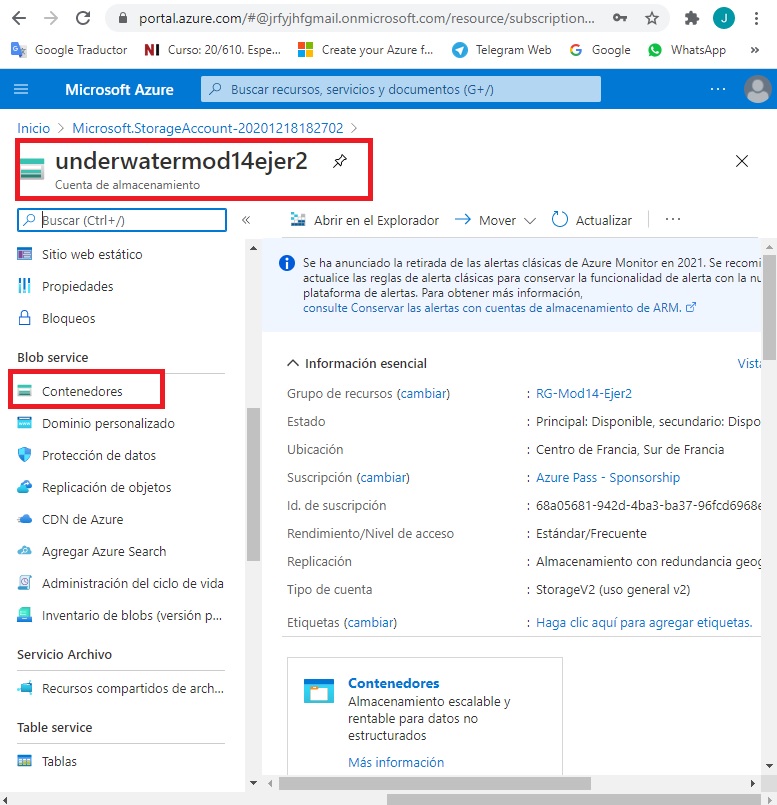 portal.azure.com/#@jrfyjhfgmail.onmicrosoft.com/resource/subscription...
J
Google Traductor
NI Curso: 20/610. Espe...
Create your Azure f...
Telegram Web
Google
WhatsApp
»
Microsoft Azure
Buscar recursos, servicios y documentos (G+/)
...
Inicio > Microsoft.StorageAccount-20201218182702 >
underwatermod14ejer2
Cuenta de almacenamiento
Buscar (Ctrl+/)
«
Abrir en el Explorador
Mover
Actualizar
...
Sitio web estático
Propiedades
Bloqueos
Blob service
Contenedores
Dominio personalizado
Protección de datos
Replicación de objetos
CDN de Azure
Agregar Azure Search
Administración del ciclo de vida
Inventario de blobs (versión p...
Servicio Archivo
Recursos compartidos de arch...
Table service
Tablas
Se ha anunciado la retirada de las alertas clásicas de Azure Monitor en 2021. Se recomi
actualice las reglas de alerta clásicas para conservar la funcionalidad de alerta con la nu
plataforma de alertas. Para obtener más información,
consulte Conservar las alertas con cuentas de almacenamiento de ARM.
Información esencial
Vista
Grupo de recursos (cambiar) : RG-Mod14-Ejer2
Estado : Principal: Disponible, secundario: Dispo
Ubicación : Centro de Francia, Sur de Francia
Suscripción (cambiar) : Azure Pass - Sponsorship
Id. de suscripción : 68a05681-942d-4ba3-ba37-96fcd6968e
Rendimiento/Nivel de acceso : Estándar/Frecuente
Replicación : Almacenamiento con redundancia geog
Tipo de cuenta : StorageV2 (uso general v2)
Etiquetas (cambiar) : Haga clic aquí para agregar etiquetas.
Contenedores
Almacenamiento escalable y
rentable para datos no
estructurados
Más información